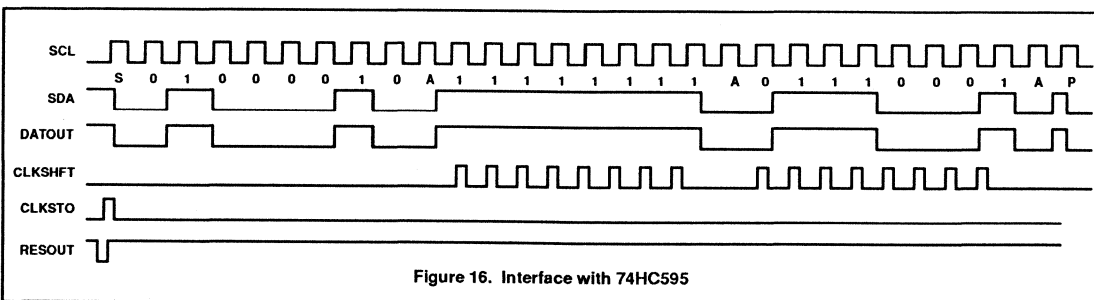 SCL
S 0 1 0 0 0 0 1 0 A 1 1 1 1 1 1 1 1 A 0 1 1 1 0 0 0 1 A P
SDA
DATOUT
CLKSHFT
CLKSTO
RESOUT
Figure 16. Interface with 74HC595